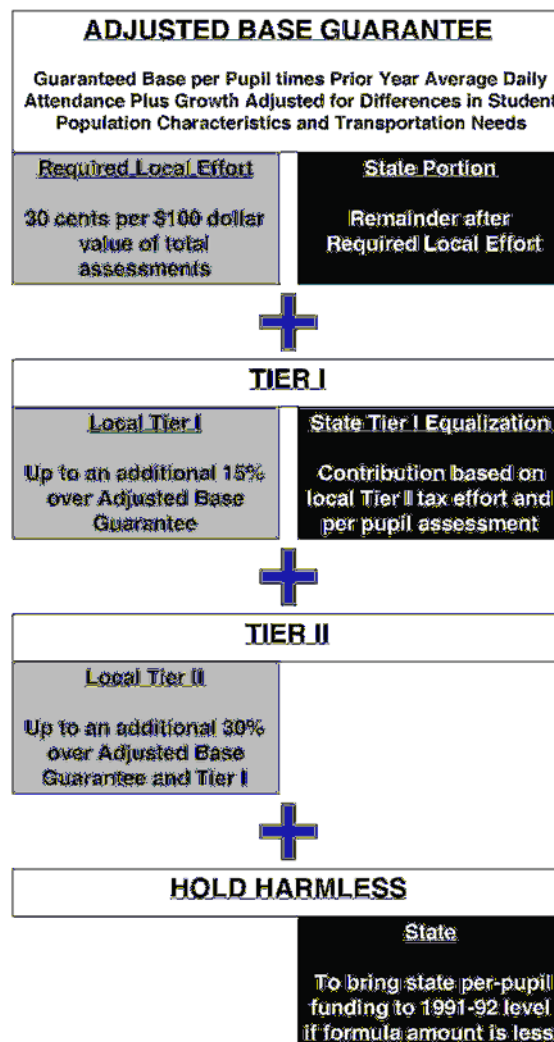 ADJUSTED BASE GUARANTEE
Guaranteed Base per Pupil times Prior Year Average Daily
Attendance Plus Growth Adjusted for Differences in Student
Population Characteristics and Transportation Needs
Required Local Effort
30 cents per $100 dollar
value of total
assessments
State Portion
Remainder after
Required Local Effort
TIER I
Local Tier I
Up to an additional 15%
over Adjusted Base
Guarantee
State Tier I Equalization
Contribution based on
local Tier I tax effort and
per pupil assessment
TIER II
Local Tier II
Up to an additional 30%
over Adjusted Base
Guarantee and Tier I
HOLD HARMLESS
State
To bring state per-pupil
funding to 1991-92 level
if formula amount is less